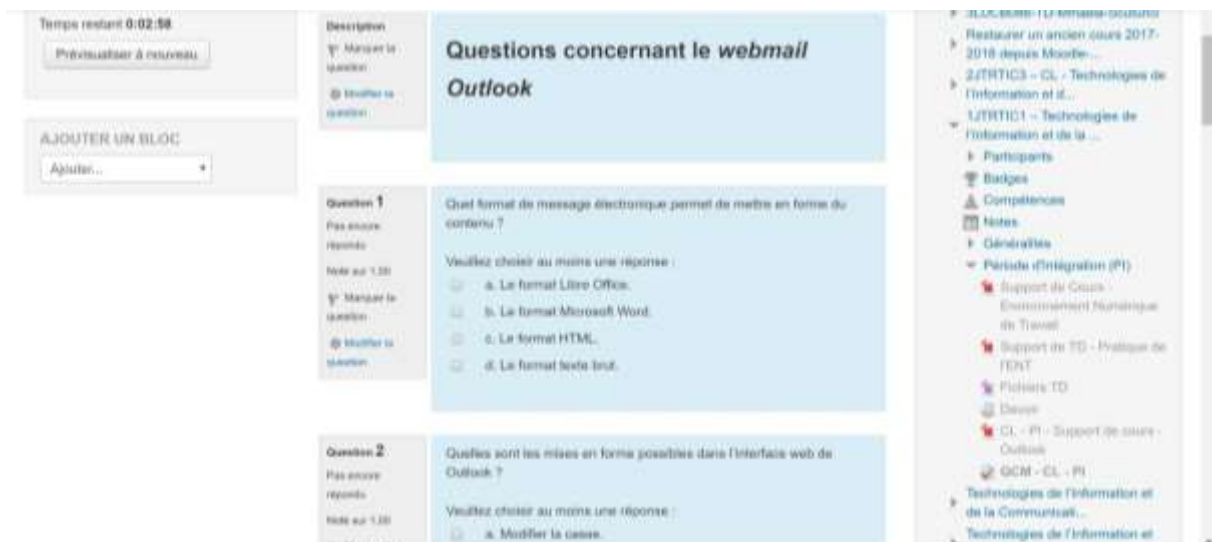 Temps restant 0:02:58
Prévisualiser à nouveau
AJOUTER UN BLOC
Ajouter...
Description
Marquer la
question
Modifier la
question
Questions concernant le webmail
Outlook
Question 1
Pas encore
répondu
Note sur 1,00
Marquer la
question
Modifier la
question
Quel format de message électronique permet de mettre en forme du
contenu ?
Veuillez choisir au moins une réponse :
a. Le format Libre Office.
b. Le format Microsoft Word.
c. Le format HTML.
d. Le format texte brut.
Question 2
Pas encore
répondu
Note sur 1,00
Quelles sont les mises en forme possibles dans l'interface web de
Outlook ?
Veuillez choisir au moins une réponse :
a. Modifier la casse.
Restaurer un ancien cours 2017-
2018 depuis Moodle-...
2JTRTIC3 – CL - Technologies de
l'Information et d...
1JTRTIC1 – Technologies de
l'Information et de la ...
Participants
Badges
Compétences
Notes
Généralités
Période d'Intégration (PI)
Support de Cours -
Environnement Numérique
de Travail
Support de TD - Pratique de
l'ENT
Fichiers TD
Devoir
CL - PI - Support de cours -
Outlook
QCM - CL - PI
Technologies de l'Information et
de la Communicati...
Technologies de l'Information et